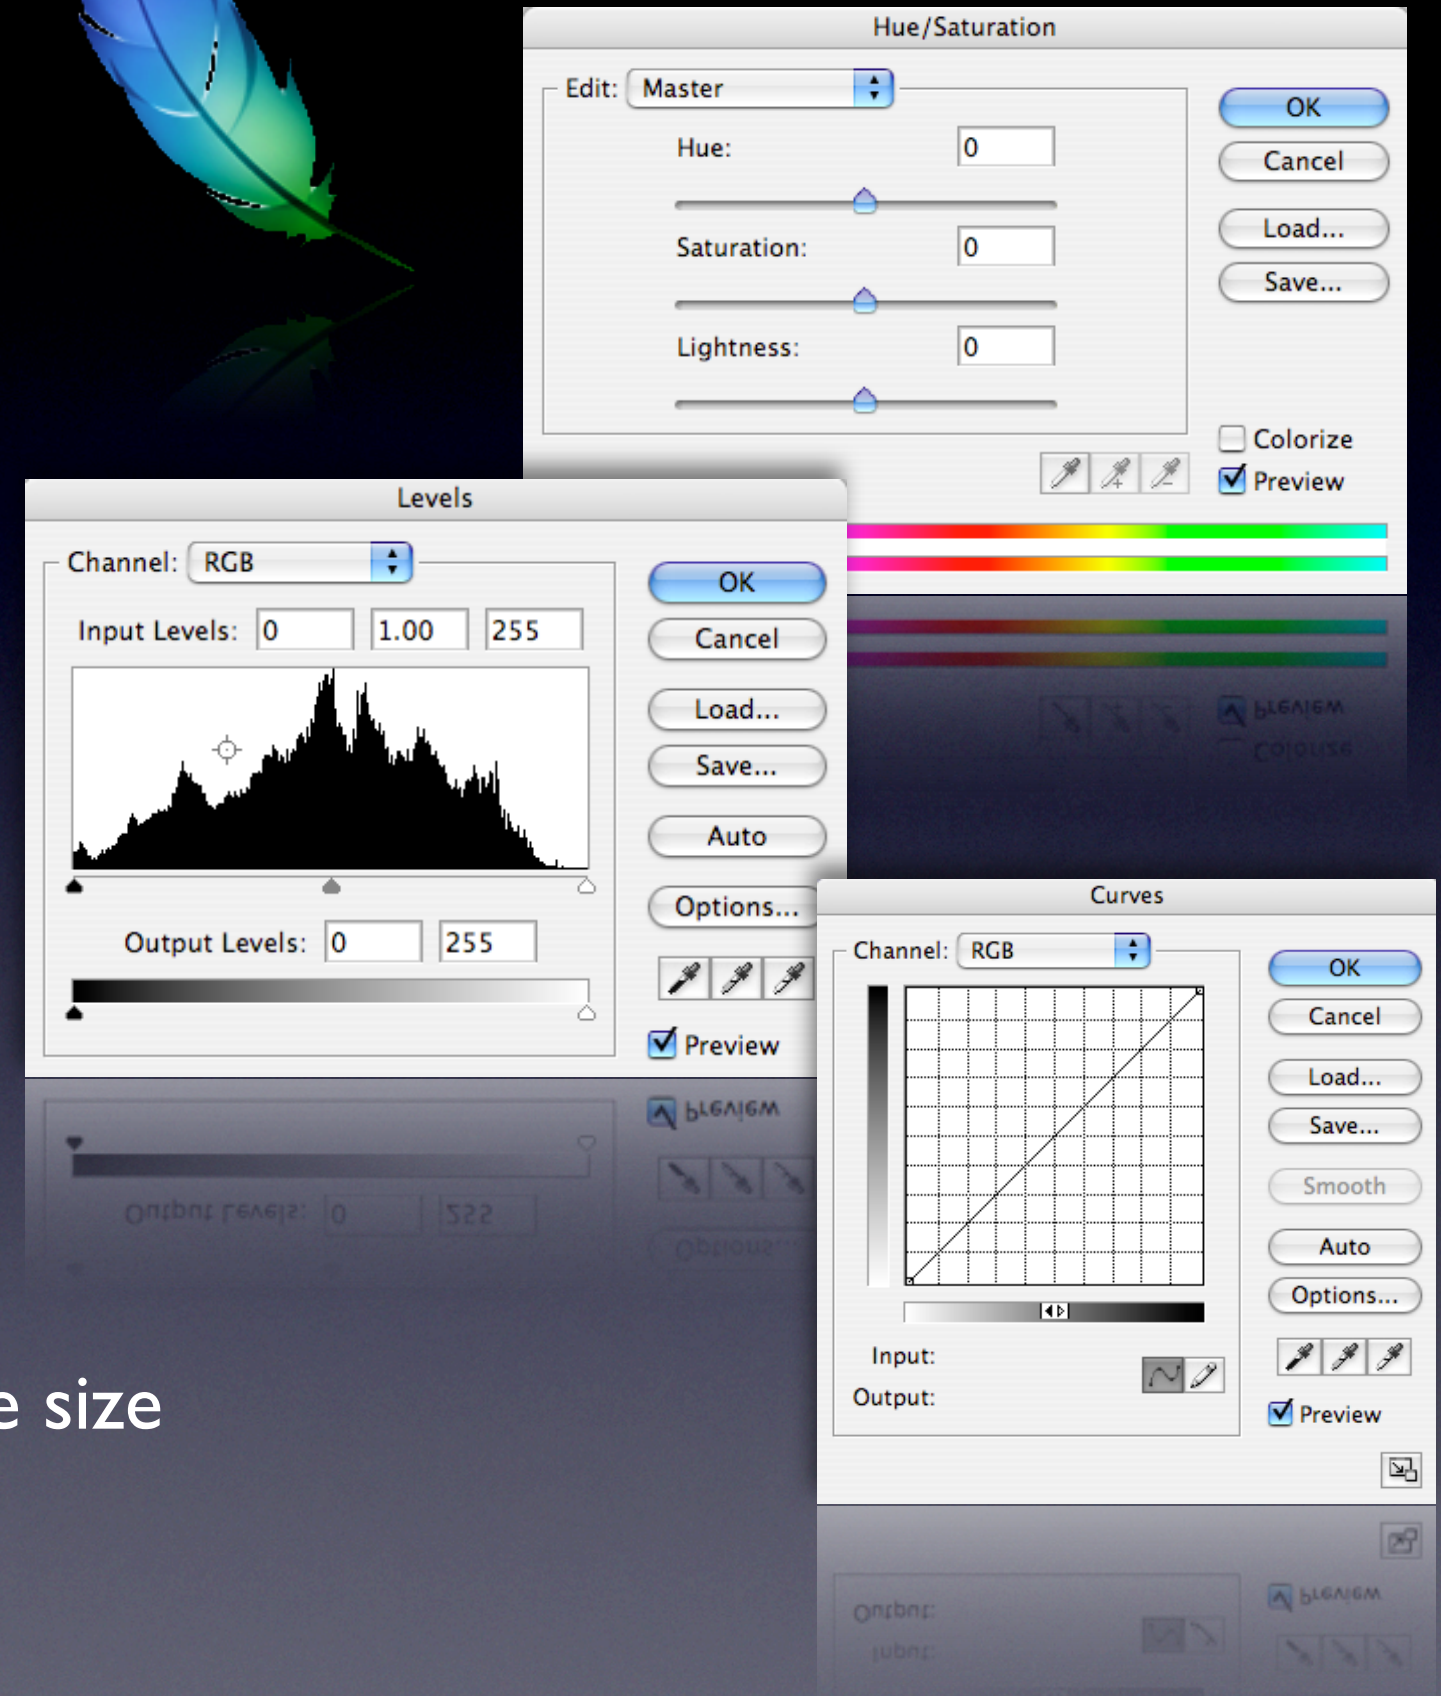 Hue/Saturation
Edit: Master
Hue: 0
Saturation: 0
Lightness: 0
OK
Cancel
Load...
Save...
Colorize
Preview
Levels
Channel: RGB
Input Levels: 0 1.00 255
Output Levels: 0 255
OK
Cancel
Load...
Save...
Auto
Options...
Preview
Curves
Channel: RGB
Input:
Output:
OK
Cancel
Load...
Save...
Smooth
Auto
Options...
Preview
e size